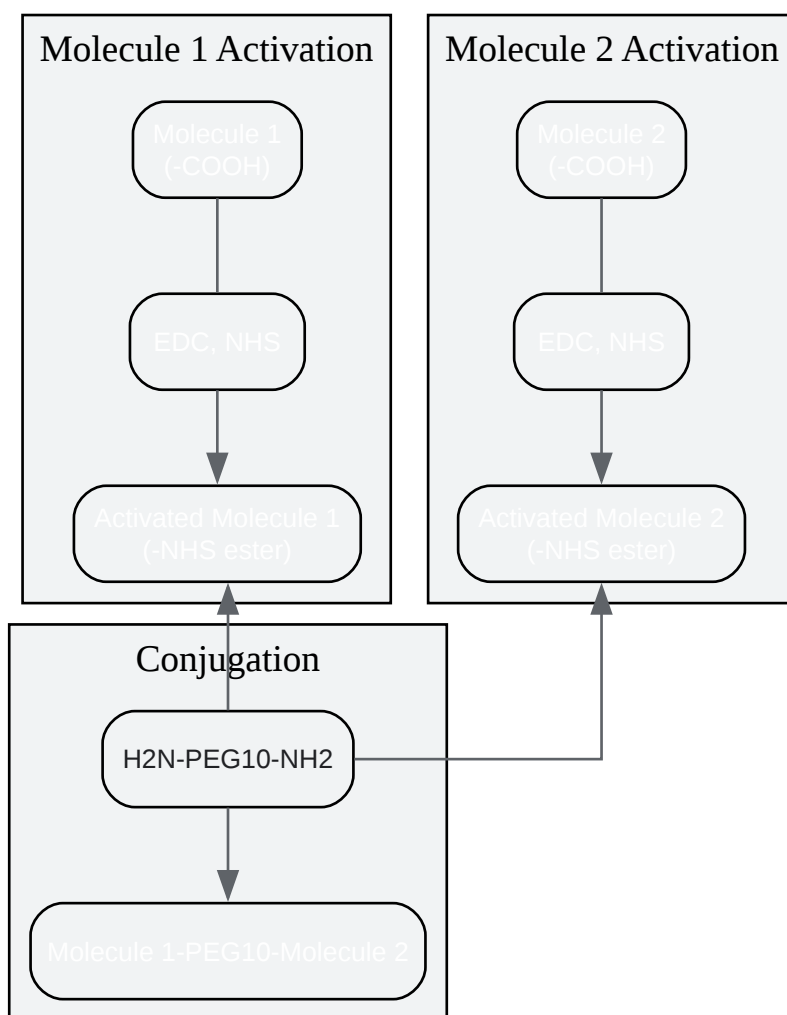 Molecule 1 Activation
Molecule 1
(-COOH)
EDC, NHS
Activated Molecule 1
(-NHS ester)
Molecule 2 Activation
Molecule 2
(-COOH)
EDC, NHS
Activated Molecule 2
(-NHS ester)
Conjugation
H2N-PEG10-NH2
Molecule 1-PEG10-Molecule 2